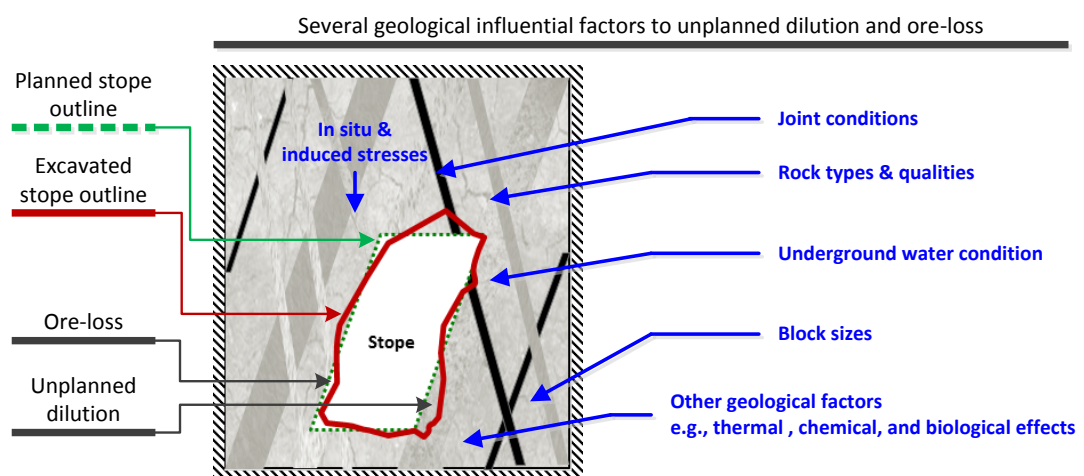 Several geological influential factors to unplanned dilution and ore-loss
Planned stope
outline
Excavated
stope outline
Ore-loss
Unplanned
dilution
In situ &
induced stresses
Stope
Joint conditions
Rock types & qualities
Underground water condition
Block sizes
Other geological factors
e.g., thermal , chemical, and biological effects